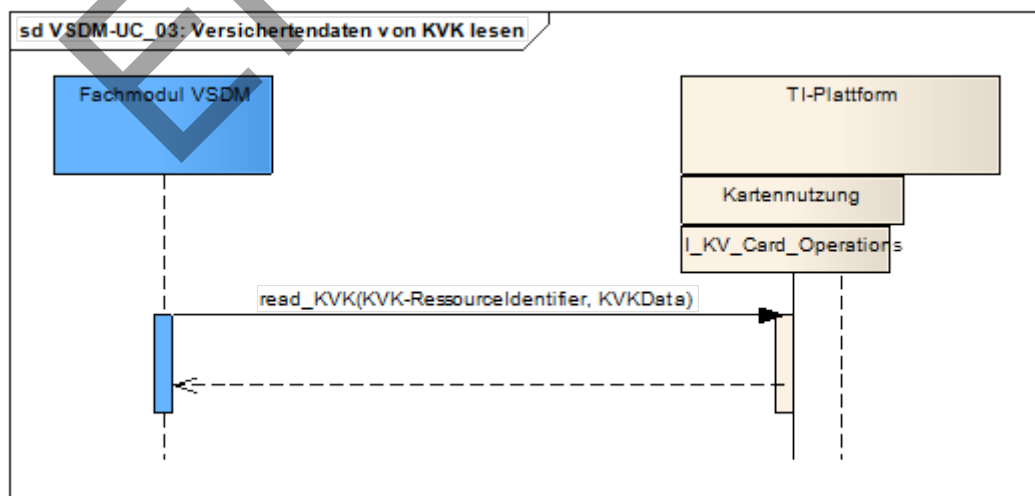 sd VSDM-UC_03: Versichertendaten von KVK lesen
Fachmodul VSDM
TI-Plattform
Kartennutzung
I_KV_Card_Operations
read_KVK(KVK-RessourceIdentifier, KVKData)